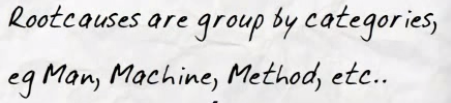 Rootcauses are group by categories,
eg Man, Machine, Method, etc..